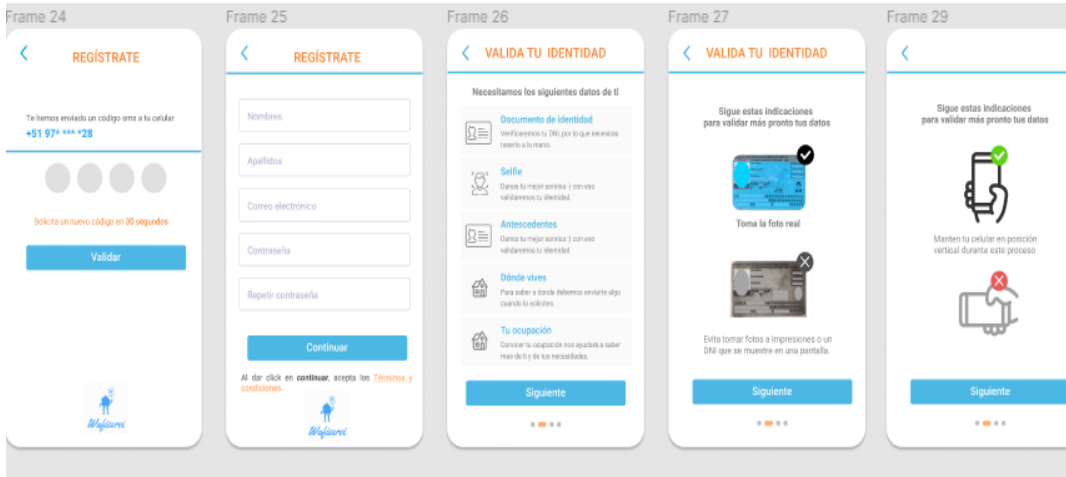 Frame 24
REGÍSTRATE
Te hemos enviado un código sms a tu celular
+51 97* *** *28
Solicita un nuevo código en 30 segundos
Validar
Wafiservi
Frame 25
REGÍSTRATE
Nombres
Apellidos
Correo electrónico
Contraseña
Repetir contraseña
Continuar
Al dar click en continuar, acepta los Términos y
condiciones.
Wafiservi
Frame 26
VALIDA TU IDENTIDAD
Necesitamos los siguientes datos de ti
Documento de identidad
Verificaremos tu DNI, por lo que necesitas
tenerlo a la mano.
Selfie
Danos tu mejor sonrisa :) con eso
validaremos tu identidad.
Antescedentes
Danos tu mejor sonrisa :) con eso
validaremos tu identidad.
Dónde vives
Para saber a donde debemos enviarte algo
cuando lo solicites.
Tu ocupación
Conocer tu ocupación nos ayudará a saber
mas de ti y de tus necesidades.
Siguiente
Frame 27
VALIDA TU IDENTIDAD
Sigue estas indicaciones
para validar más pronto tus datos
Toma la foto real
Evita tomar fotos a impresiones o un
DNI que se muestre en una pantalla.
Siguiente
Frame 29
Sigue estas Indicaciones
para validar más pronto tus datos
Manten tu celular en posición
vertical durante este proceso
Siguiente